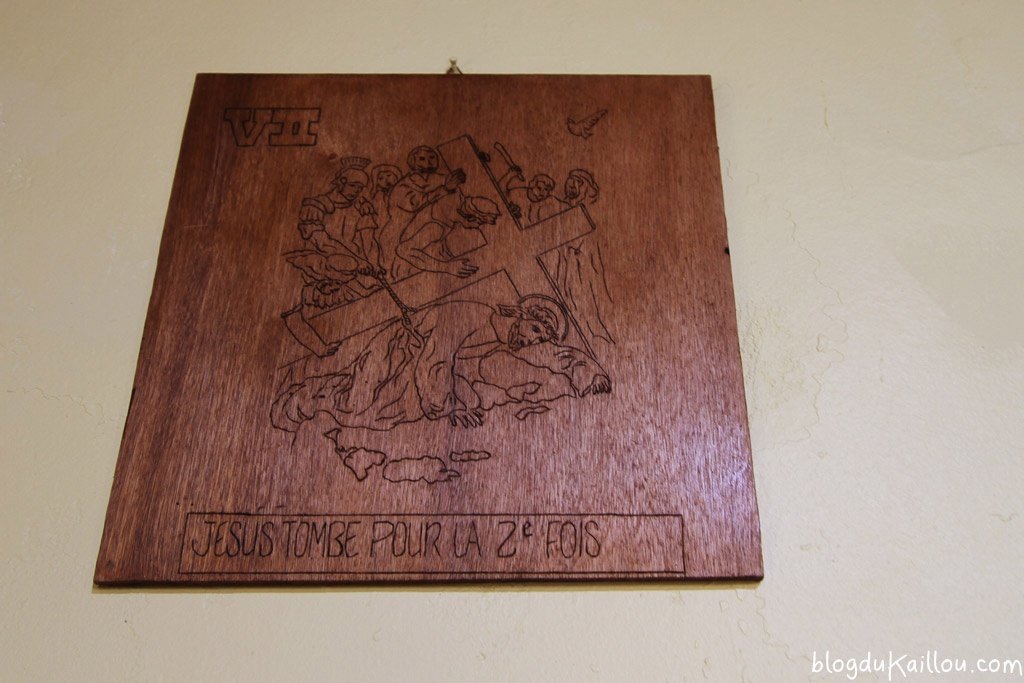 VII
JESUS TOMBE POUR LA 2e FOIS
blogduKaillou.com